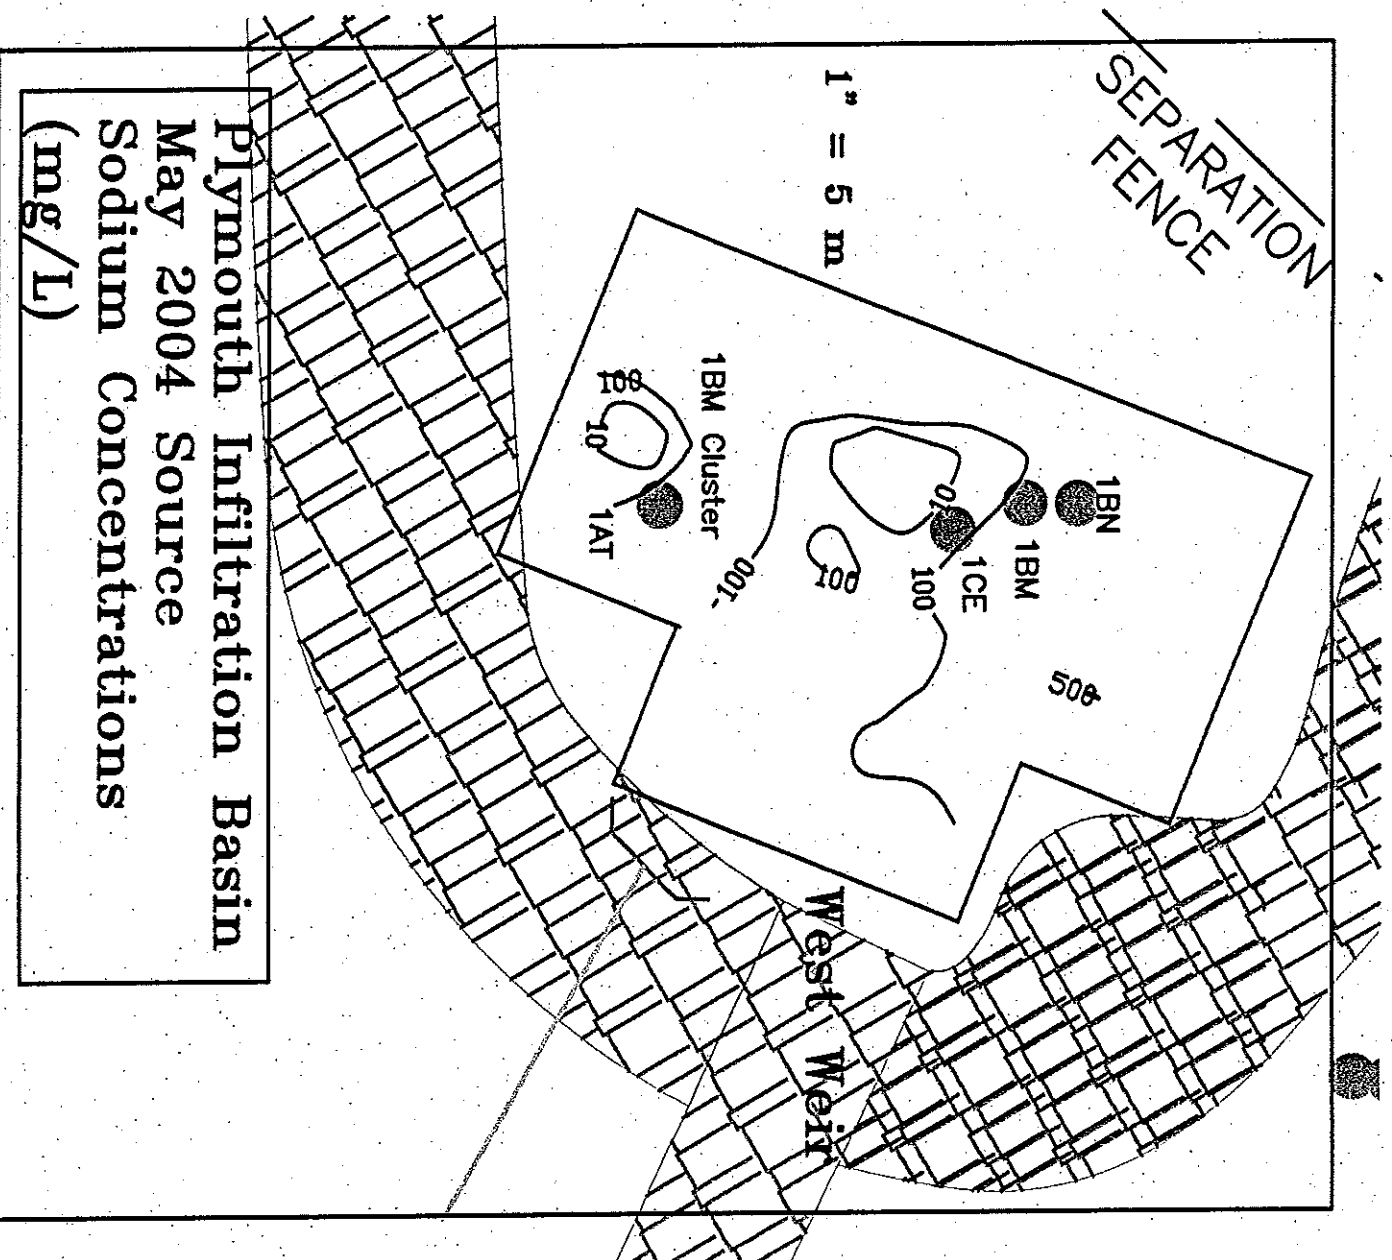 SEPARATION
FENCE
1" = 5 m
1BN
1BM
1CE
500
100
10
100
-100
1BM Cluster
100
10
1AT
West Weir
Plymouth Infiltration Basin
May 2004 Source
Sodium Concentrations
(mg/L)